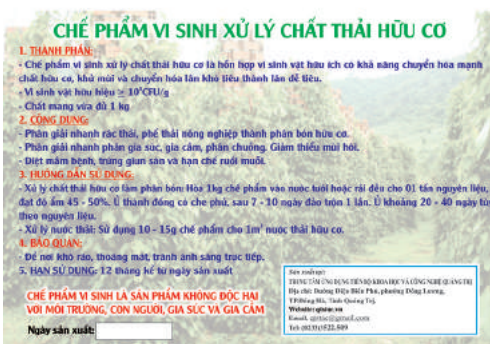 CHẾ PHẨM VI SINH XỬ LÝ CHẤT THẢI HỮU CƠ
1. THÀNH PHẦN:
- Chế phẩm vi sinh xử lý chất thải hữu cơ là hỗn hợp vi sinh vật hữu ích có khả năng chuyển hóa mạnh
chất hữu cơ, khử mùi và chuyển hóa lân khó tiêu thành lân dễ tiêu.
- Vi sinh vật hữu hiệu ≥ 10⁸CFU/g
- Chất mang vừa đủ 1 kg
2. CÔNG DỤNG:
- Phân giải nhanh rác thải, phế thải nông nghiệp thành phân bón hữu cơ.
- Phân giải nhanh phân gia súc, gia cầm, phân chuồng. Giảm thiểu mùi hôi.
- Diệt mầm bệnh, trứng giun sán và hạn chế ruồi muỗi.
3. HƯỚNG DẪN SỬ DỤNG:
- Xử lý chất thải hữu cơ làm phân bón: Hòa 1kg chế phẩm vào nước tưới hoặc rải đều cho 01 tấn nguyên liệu,
đạt độ ẩm 45 - 50%. Ủ thành đống có che phủ, sau 7 - 10 ngày đảo trộn 1 lần. Ủ khoảng 20 - 40 ngày tùy
theo nguyên liệu.
- Xử lý nước thải: Sử dụng 10 - 15g chế phẩm cho 1m³ nước thải hữu cơ.
4. BẢO QUẢN:
- Để nơi khô ráo, thoáng mát, tránh ánh sáng trực tiếp.
5. HẠN SỬ DỤNG: 12 tháng kể từ ngày sản xuất
CHẾ PHẨM VI SINH LÀ SẢN PHẨM KHÔNG ĐỘC HẠI
VỚI MÔI TRƯỜNG, CON NGƯỜI, GIA SÚC VÀ GIA CẦM
Ngày sản xuất:
Sản xuất tại:
TRUNG TÂM ỨNG DỤNG TIẾN BỘ KHOA HỌC VÀ CÔNG NGHỆ QUẢNG TRỊ
Địa chỉ: Đường Điện Biên Phủ, phường Đông Lương,
TP.Đông Hà, Tỉnh Quảng Trị.
Website:
Email:
Tel: (0233)3522.509